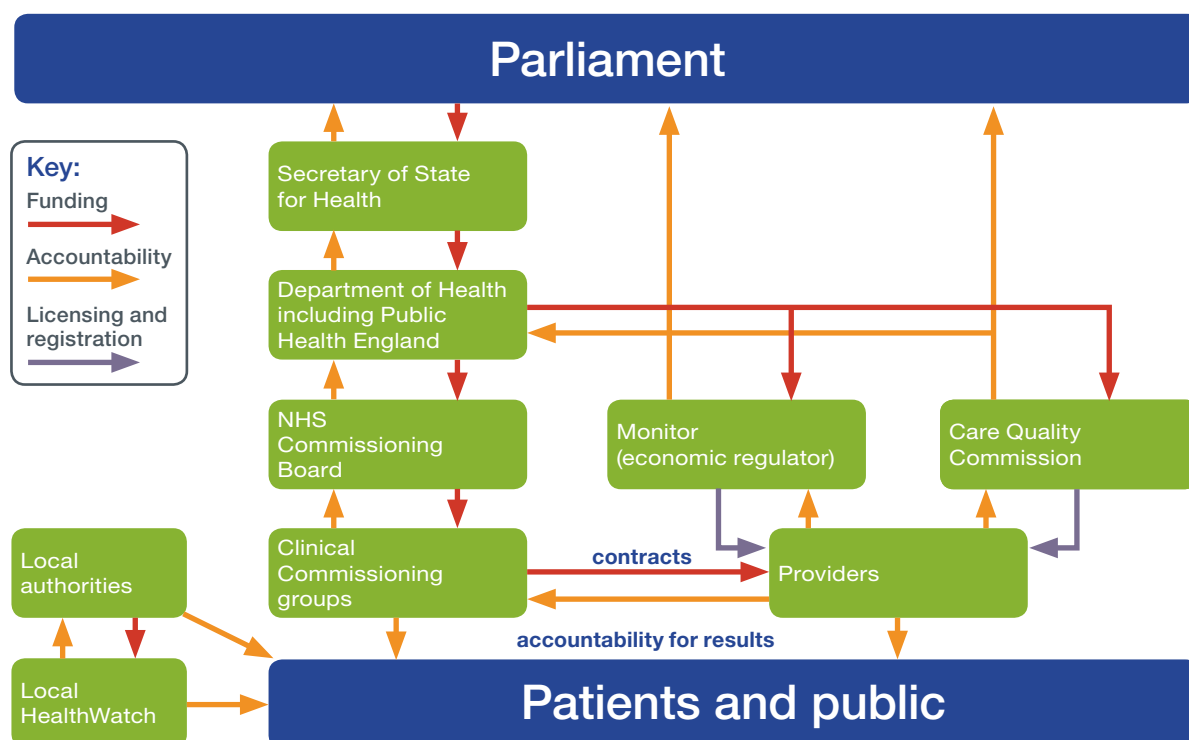 Parliament
Key:
Funding
Accountability
Licensing and
registration
Secretary of State
for Health
Department of Health
including Public
Health England
NHS
Commissioning
Board
Monitor
(economic regulator)
Care Quality
Commission
Local
authorities
Clinical
Commissioning
groups
contracts
Providers
accountability for results
Local
HealthWatch
Patients and public